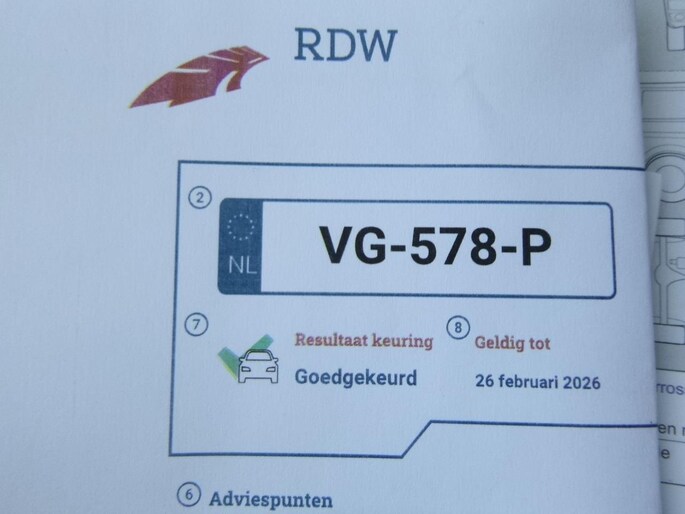 RDW
2
NL
VG-578-P
7
Resultaat keuring
Goedgekeurd
8
Geldig tot
26 februari 2026
6
Adviespunten